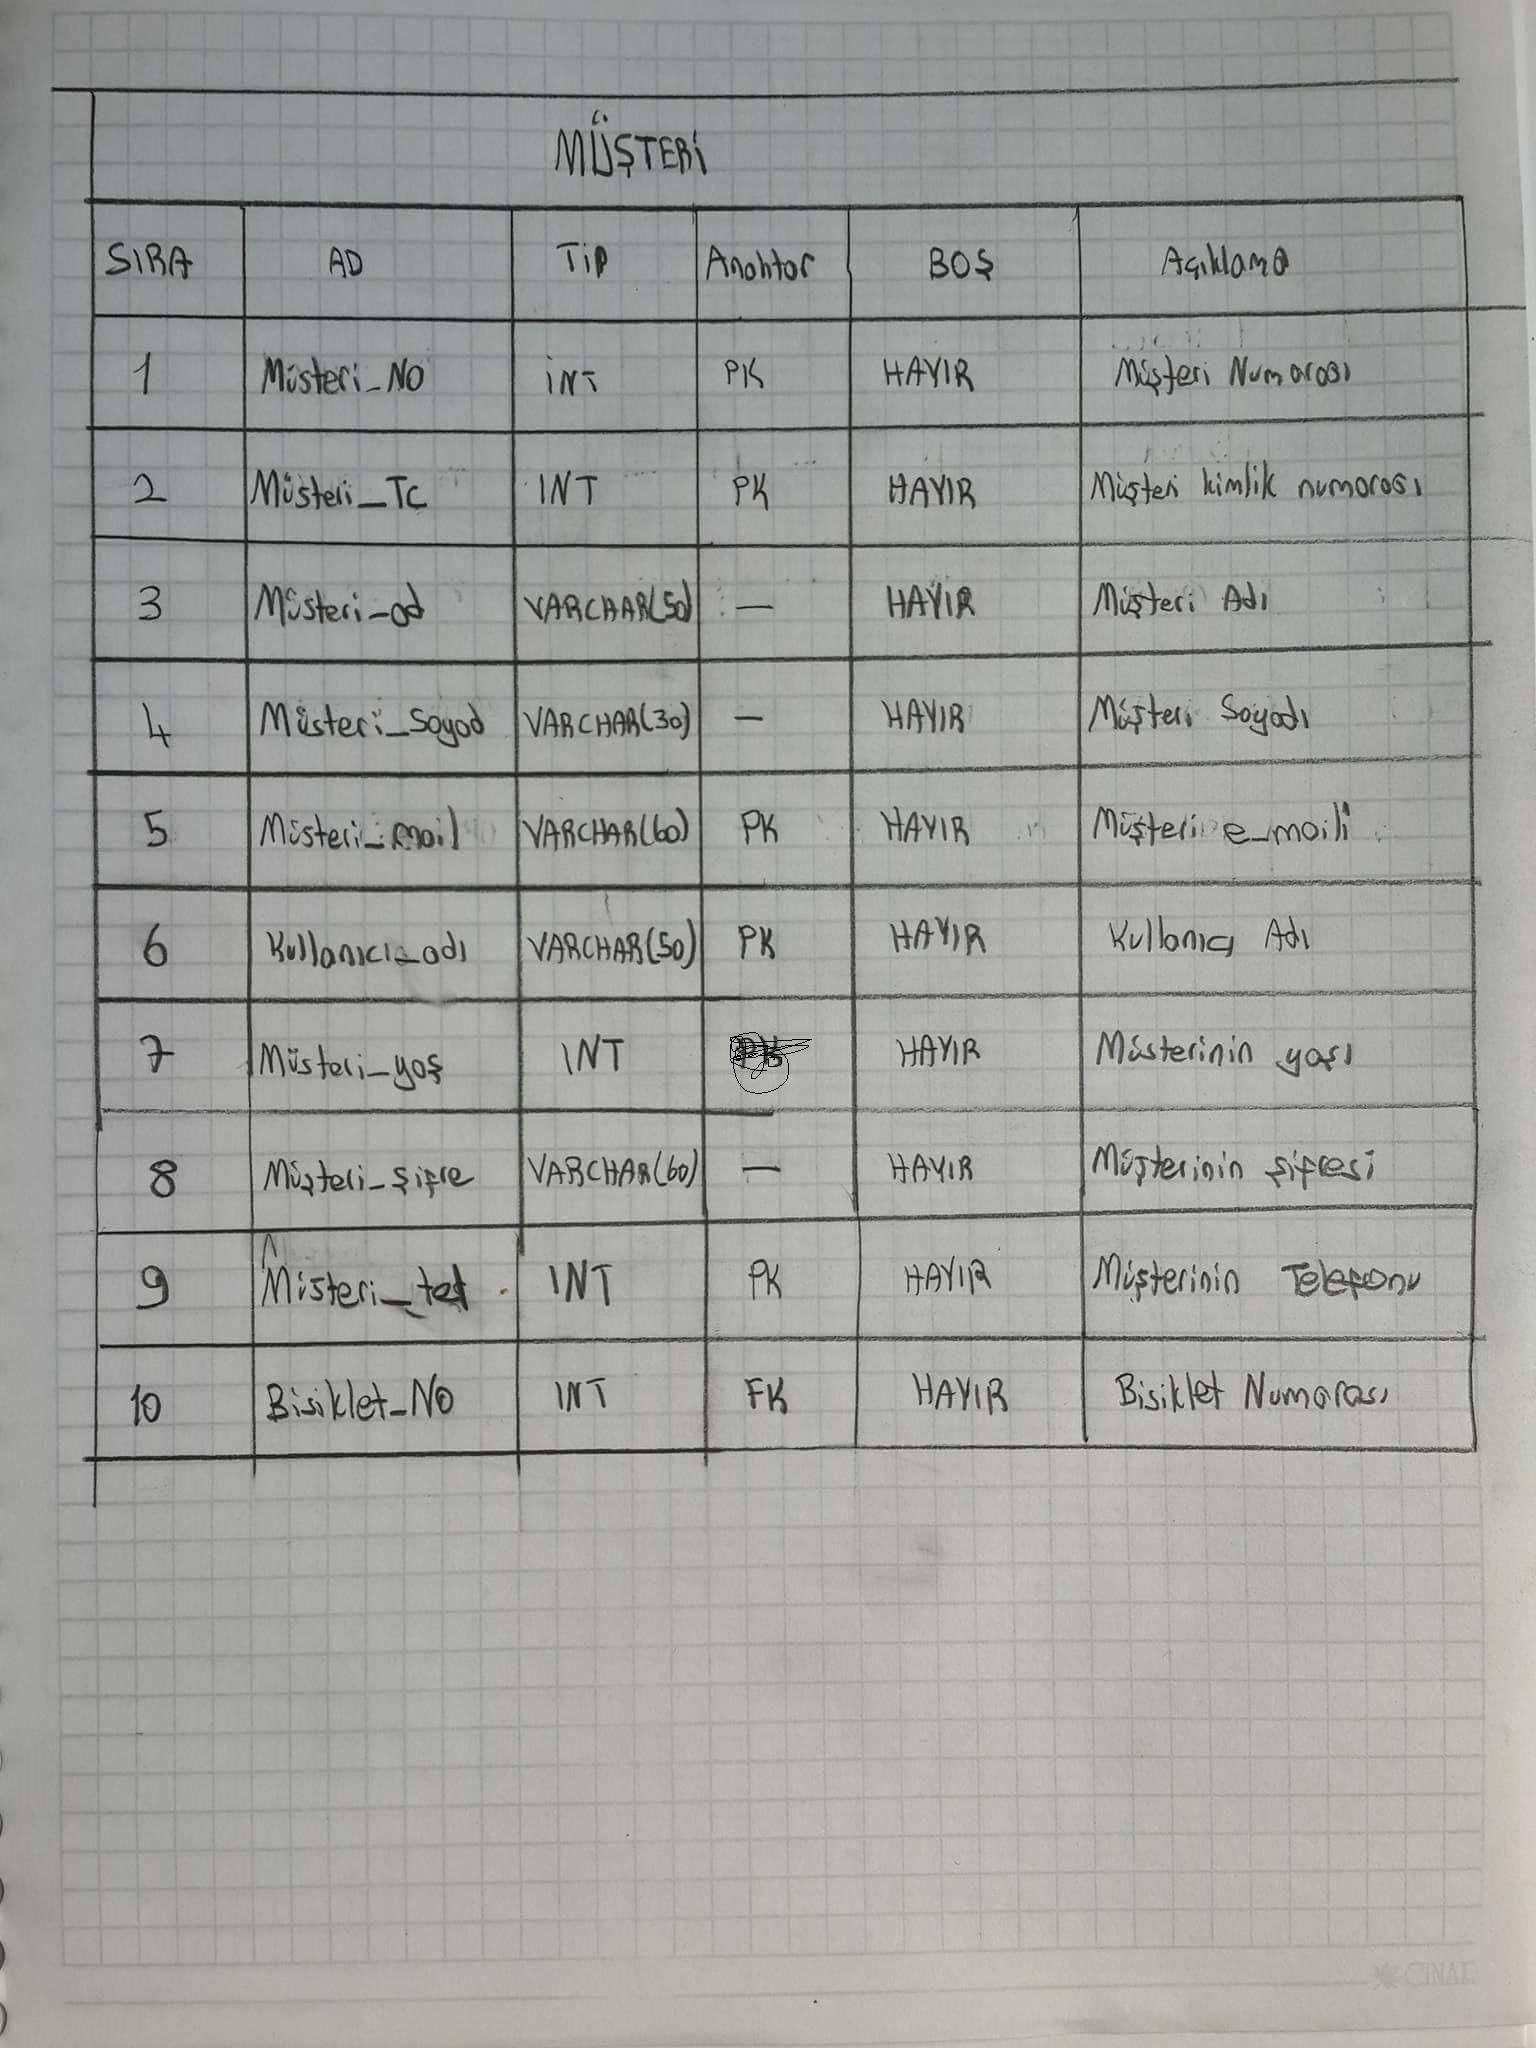 MÜŞTERİ
SIRA AD TİP Anahtar BOŞ Açıklama
1 Müsteri_NO İNT PK HAYIR Müşteri Numarası
2 Müsteri_Tc INT PK HAYIR Müşteri kimlik numarası
3 Müsteri_ad VARCHAR(50) — HAYIR Müşteri Adı
4 Müsteri_Soyad VARCHAR(30) — HAYIR Müşteri Soyadı
5 Müsteri_mail VARCHAR(60) PK HAYIR Müşteri e_maili
6 Kullanıcı_adı VARCHAR(50) PK HAYIR Kullanıcı Adı
7 Müsteri_yaş INT HAYIR Müsterinin yaşı
8 Müşteri_şifre VARCHAR(60) — HAYIR Müşterinin şifresi
9 Müsteri_tel INT PK HAYIR Müşterinin Telefonu
10 Bisiklet_No INT FK HAYIR Bisiklet Numarası
ÇINAR